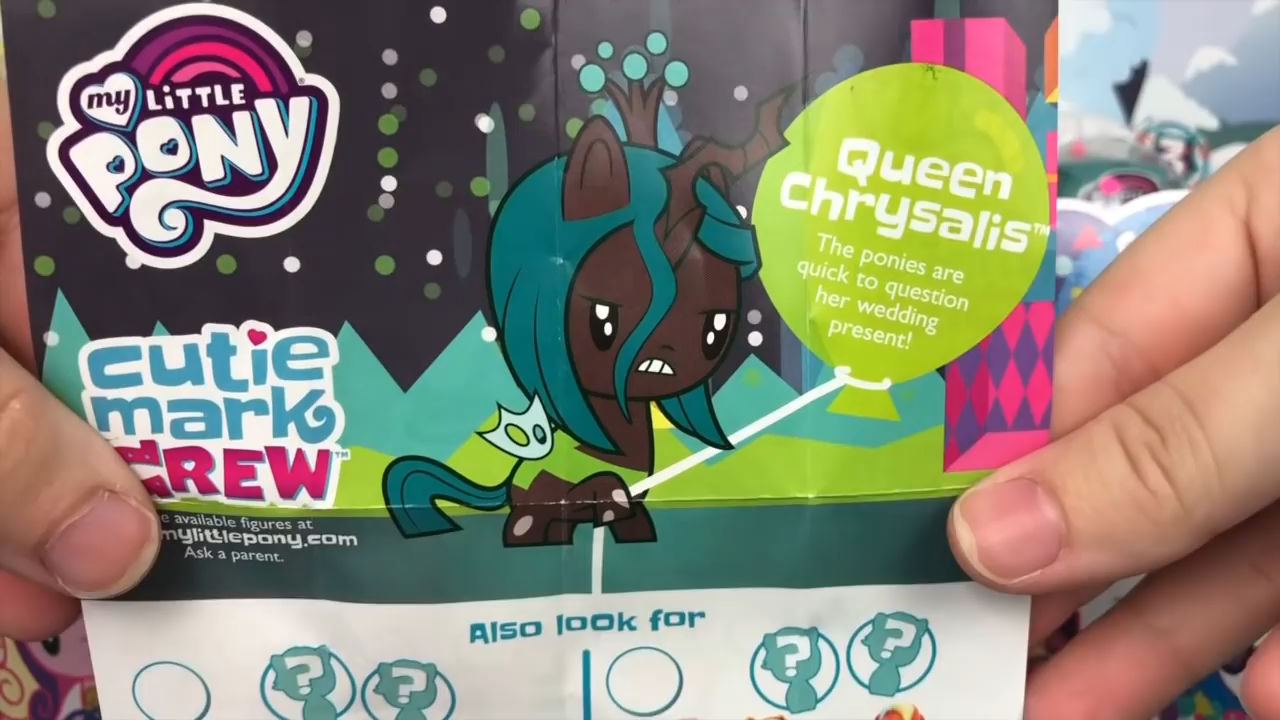 my LITTLE
PONY
Queen
Chrysalis™
The ponies are
quick to question
her wedding
present!
cutie
mark
CREW™
e available figures at
mylittlepony.com
Ask a parent.
Also look for
? ? ? ?